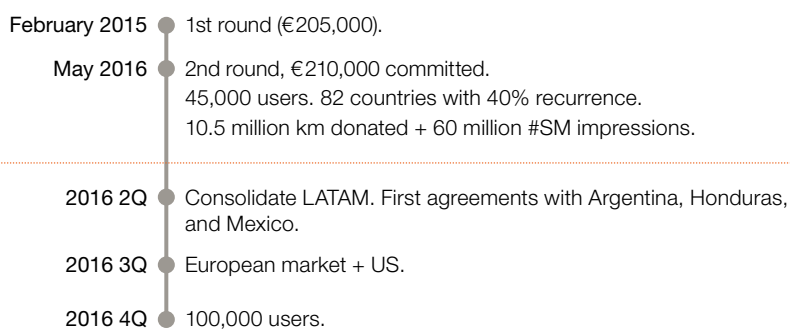 February 2015 1st round (€205,000).
May 2016 2nd round, €210,000 committed.
45,000 users. 82 countries with 40% recurrence.
10.5 million km donated + 60 million #SM impressions.
2016 2Q Consolidate LATAM. First agreements with Argentina, Honduras,
and Mexico.
2016 3Q European market + US.
2016 4Q 100,000 users.